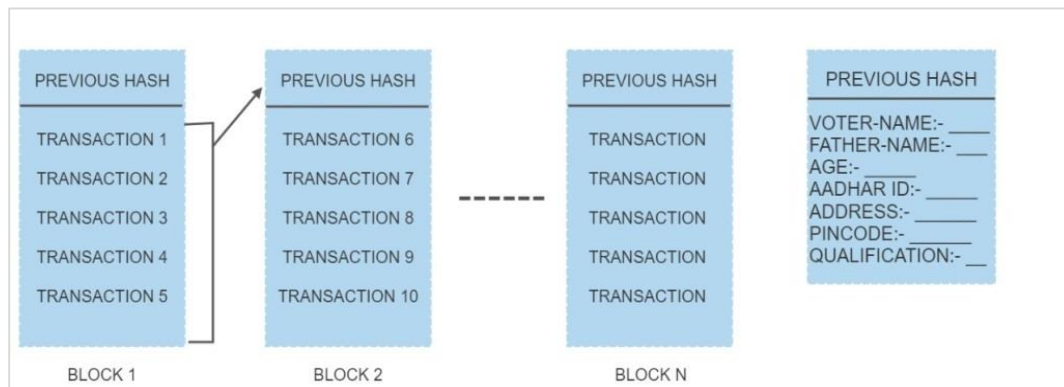 PREVIOUS HASH
TRANSACTION 1
TRANSACTION 2
TRANSACTION 3
TRANSACTION 4
TRANSACTION 5
BLOCK 1
PREVIOUS HASH
TRANSACTION 6
TRANSACTION 7
TRANSACTION 8
TRANSACTION 9
TRANSACTION 10
BLOCK 2
PREVIOUS HASH
TRANSACTION
TRANSACTION
TRANSACTION
TRANSACTION
TRANSACTION
BLOCK N
PREVIOUS HASH
VOTER-NAME:- ____
FATHER-NAME:- ___
AGE:- _____
AADHAR ID:- _____
ADDRESS:- ______
PINCODE:- ______
QUALIFICATION:- __